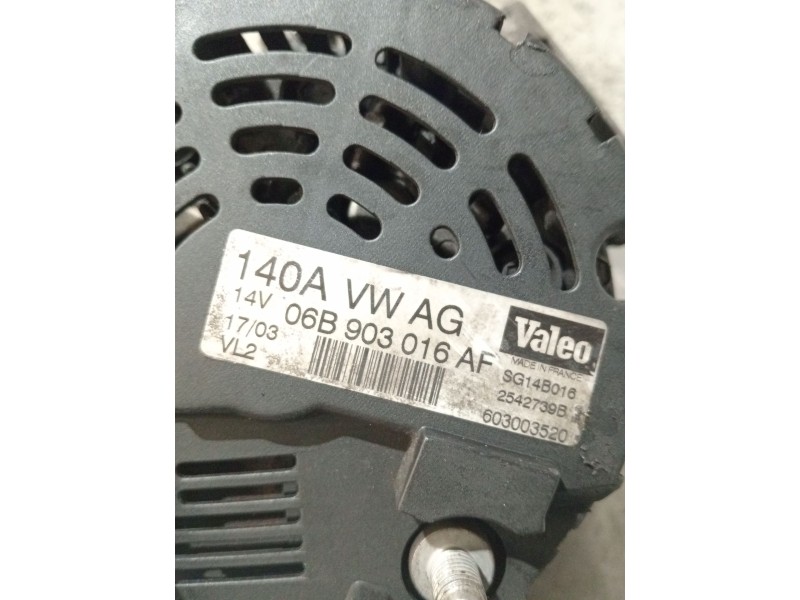 140A VW AG
14V 06B 903 016 AF
17/03
VL2
Valeo
MADE IN FRANCE
SG14B016
2542739B
603003520